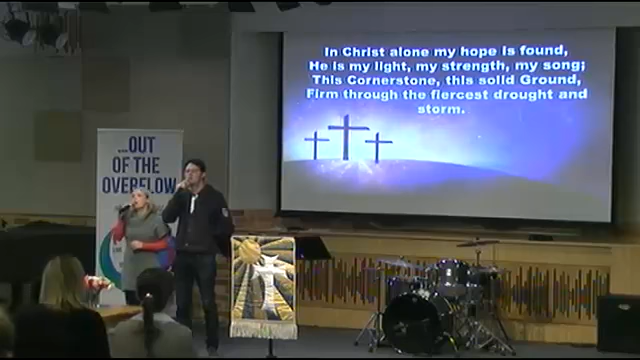 In Christ alone my hope is found,
He is my light, my strength, my song;
This Cornerstone, this solid Ground,
Firm through the fiercest drought and
storm.
...OUT
OF THE
OVERFLOW